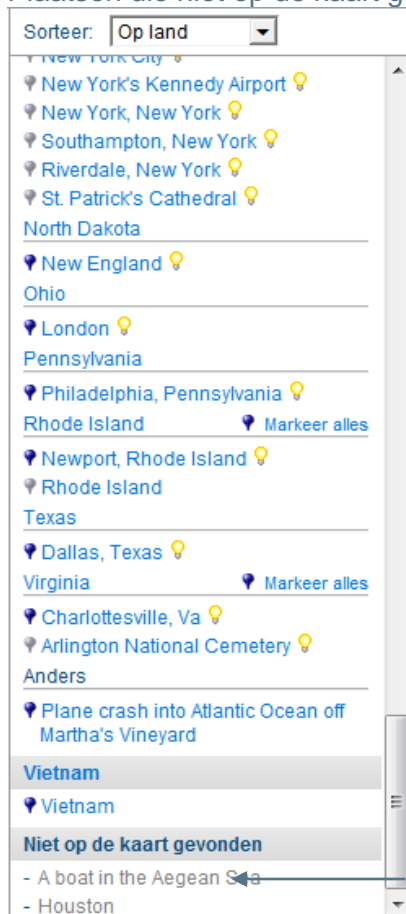 Sorteer: Op land
New York City
New York's Kennedy Airport
New York, New York
Southampton, New York
Riverdale, New York
St. Patrick's Cathedral
North Dakota
New England
Ohio
London
Pennsylvania
Philadelphia, Pennsylvania
Rhode Island Markeer alles
Newport, Rhode Island
Rhode Island
Texas
Dallas, Texas
Virginia Markeer alles
Charlottesville, Va
Arlington National Cemetery
Anders
Plane crash into Atlantic Ocean off
Martha's Vineyard
Vietnam
Vietnam
Niet op de kaart gevonden
- A boat in the Aegean Sea
- Houston